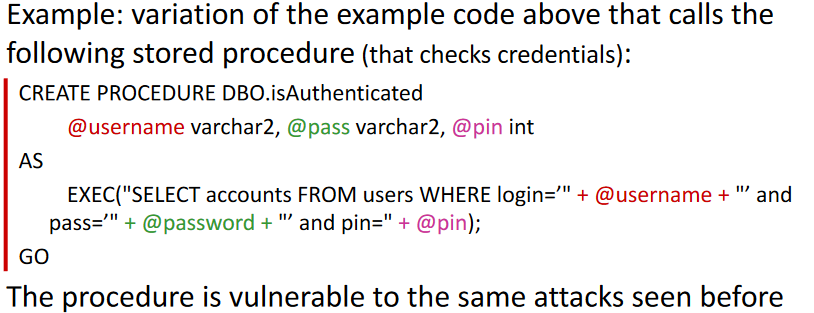 Example: variation of the example code above that calls the
following stored procedure (that checks credentials):
CREATE PROCEDURE DBO.isAuthenticated
@username varchar2, @pass varchar2, @pin int
AS
EXEC("SELECT accounts FROM users WHERE login=’" + @username + "’ and
pass=’" + @password + "’ and pin=" + @pin);
GO
The procedure is vulnerable to the same attacks seen before